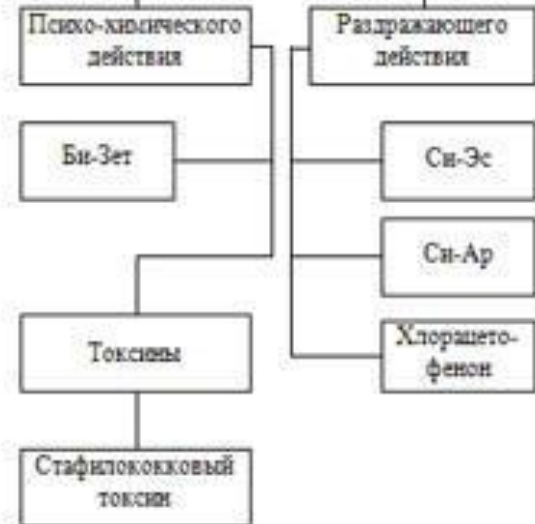 Психо-химического
действия
Раздражающего
действия
Би-Зет
Си-Эс
Си-Ар
Токсины
Хлорацето-
фенон
Стафилококковый
токсин